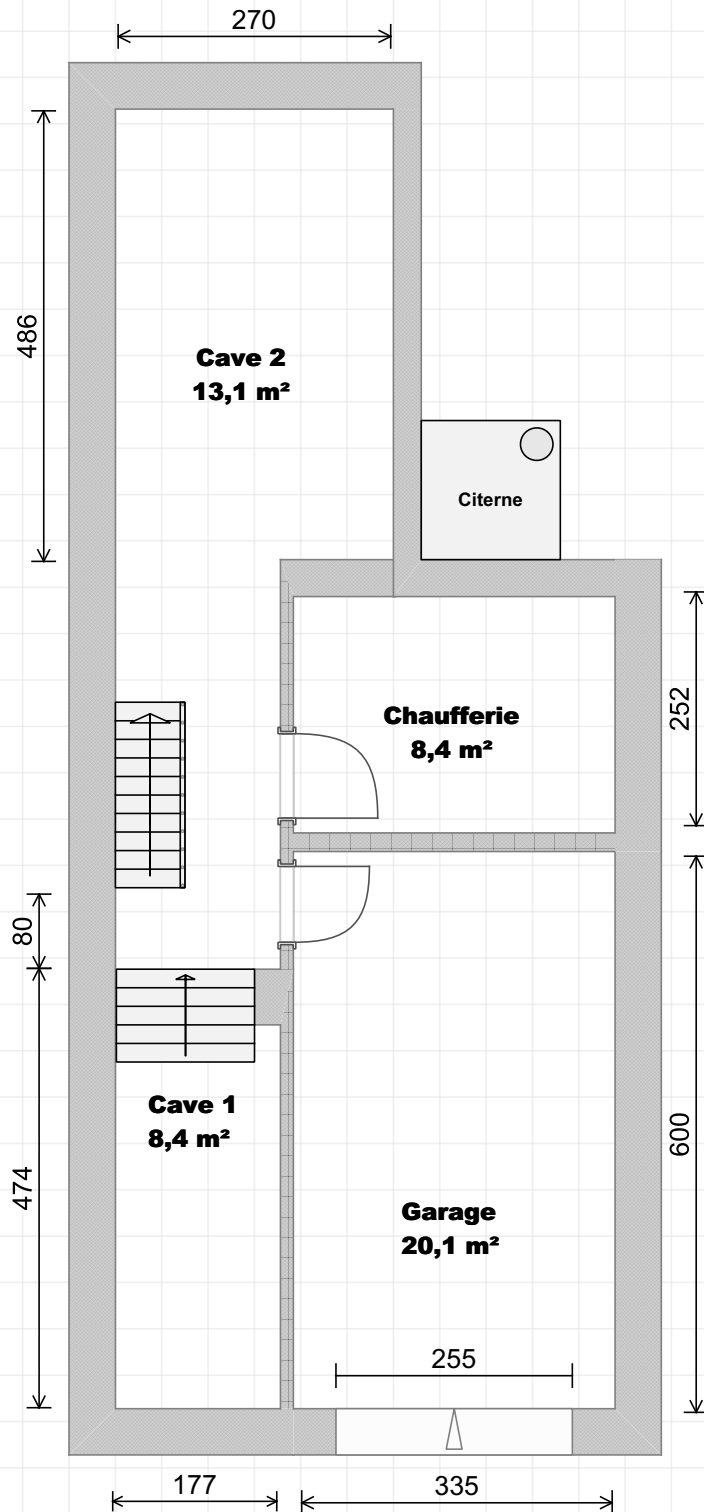 270
486
Cave 2
13,1 m²
Citerne
Chaufferie
8,4 m²
252
80
Cave 1
8,4 m²
474
600
Garage
20,1 m²
255
177
335